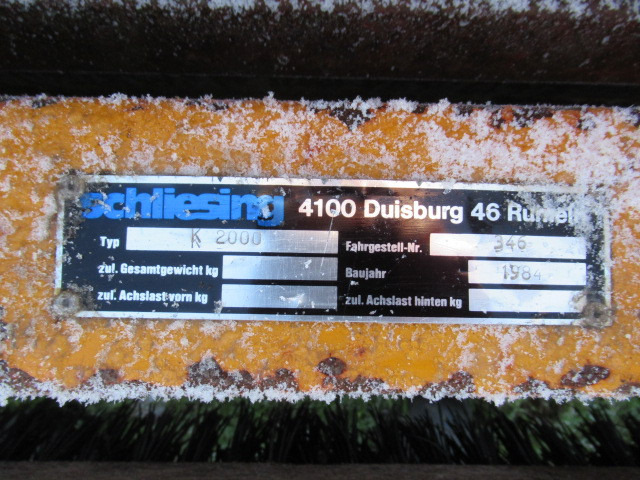 schliesing 4100 Duisburg 46 Rumeln
Typ K 2000 Fahrgestell-Nr. 346
zul. Gesamtgewicht kg Baujahr 1984
zul. Achslast vorn kg zul. Achslast hinten kg